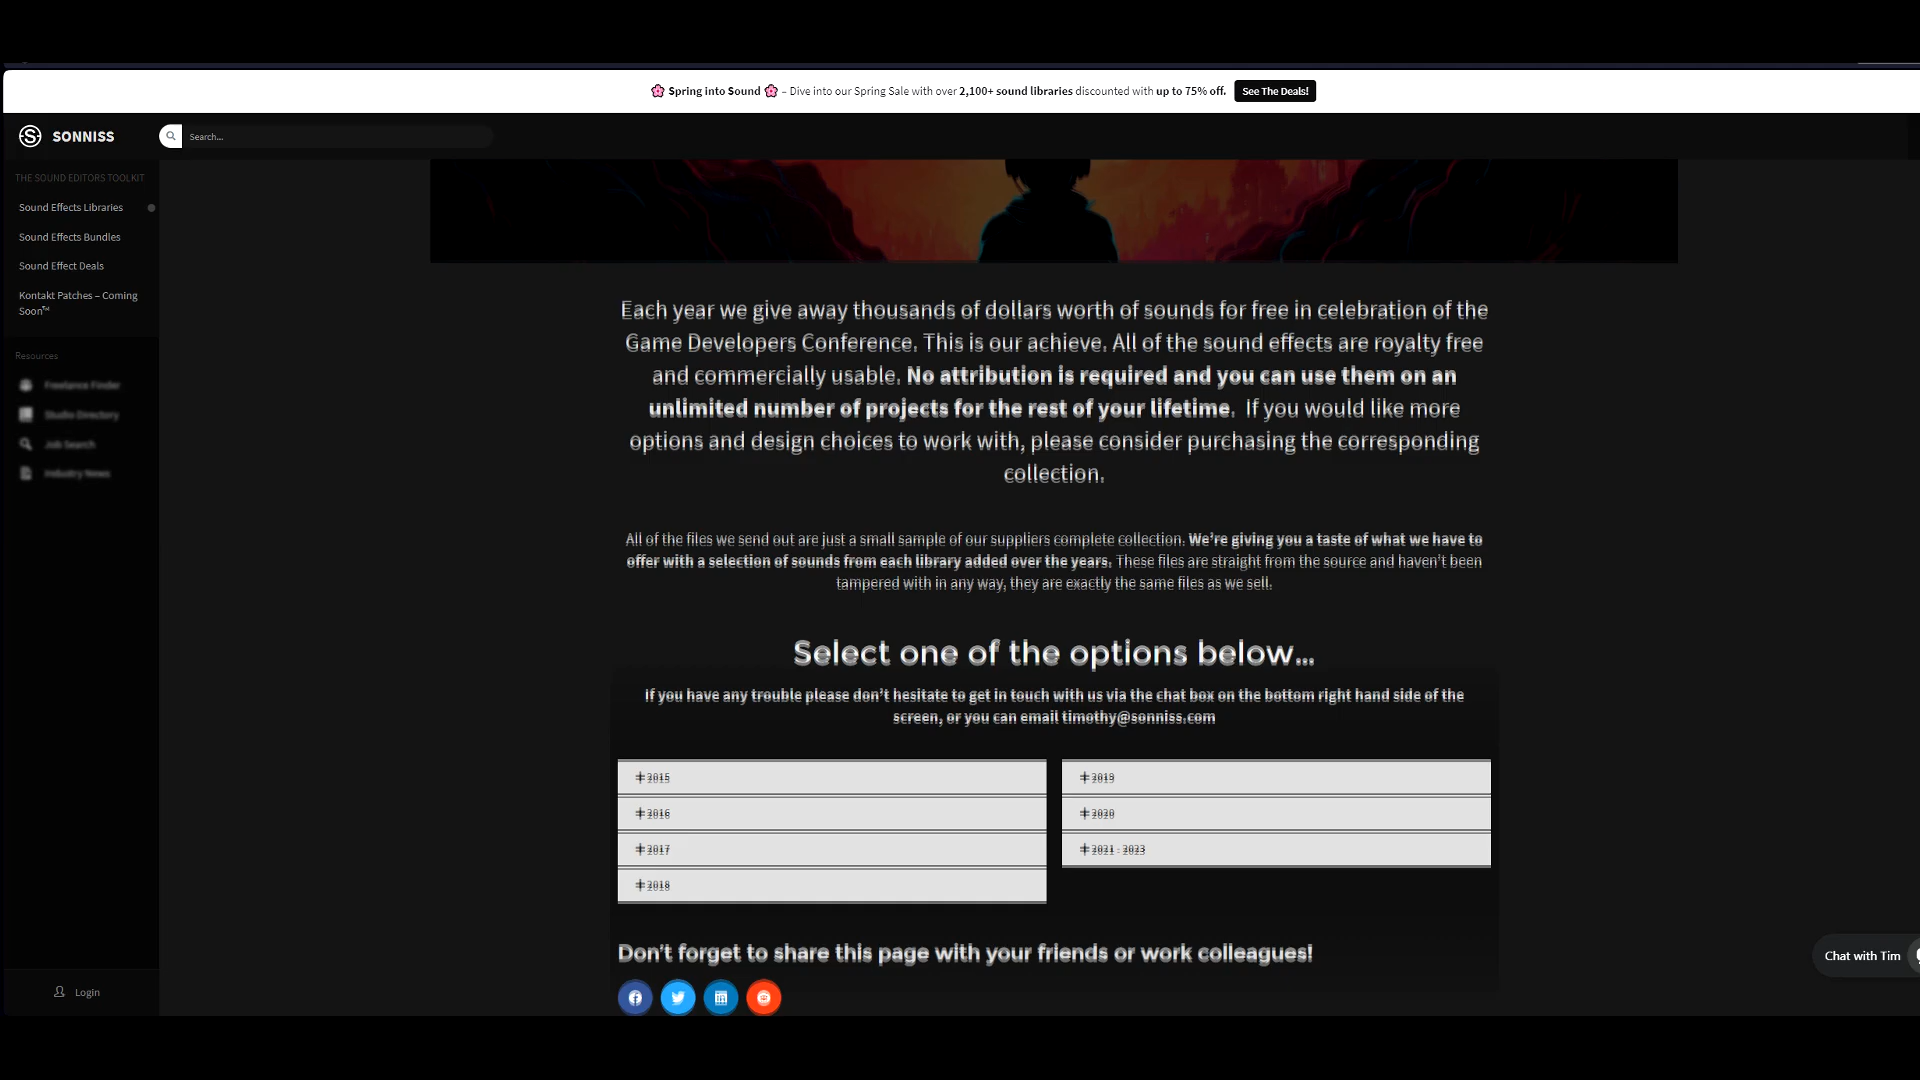 Spring into Sound – Dive into our Spring Sale with over 2,100+ sound libraries discounted with up to 75% off. See The Deals!
SONNISS
Search...
THE SOUND EDITORS TOOLKIT
Sound Effects Libraries
Sound Effects Bundles
Sound Effect Deals
Kontakt Patches – Coming
Soon™
Resources
Freelance Finder
Studio Directory
Job Search
Industry News
Each year we give away thousands of dollars worth of sounds for free in celebration of the
Game Developers Conference. This is our achieve. All of the sound effects are royalty free
and commercially usable. No attribution is required and you can use them on an
unlimited number of projects for the rest of your lifetime. If you would like more
options and design choices to work with, please consider purchasing the corresponding
collection.
All of the files we send out are just a small sample of our suppliers complete collection. We're giving you a taste of what we have to
offer with a selection of sounds from each library added over the years. These files are straight from the source and haven't been
tampered with in any way, they are exactly the same files as we sell.
Select one of the options below...
If you have any trouble please don't hesitate to get in touch with us via the chat box on the bottom right hand side of the
screen, or you can email timothy@sonniss.com
+2015
+2016
+2017
+2018
+2019
+2020
+2021 - 2023
Don't forget to share this page with your friends or work colleagues!
Chat with Tim
Login